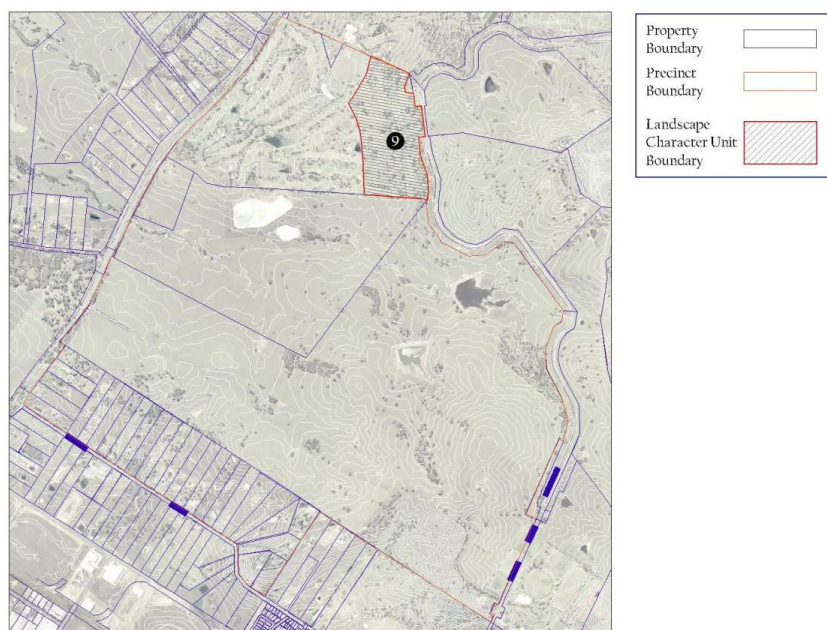 9
Property
Boundary
Precinct
Boundary
Landscape
Character Unit
Boundary